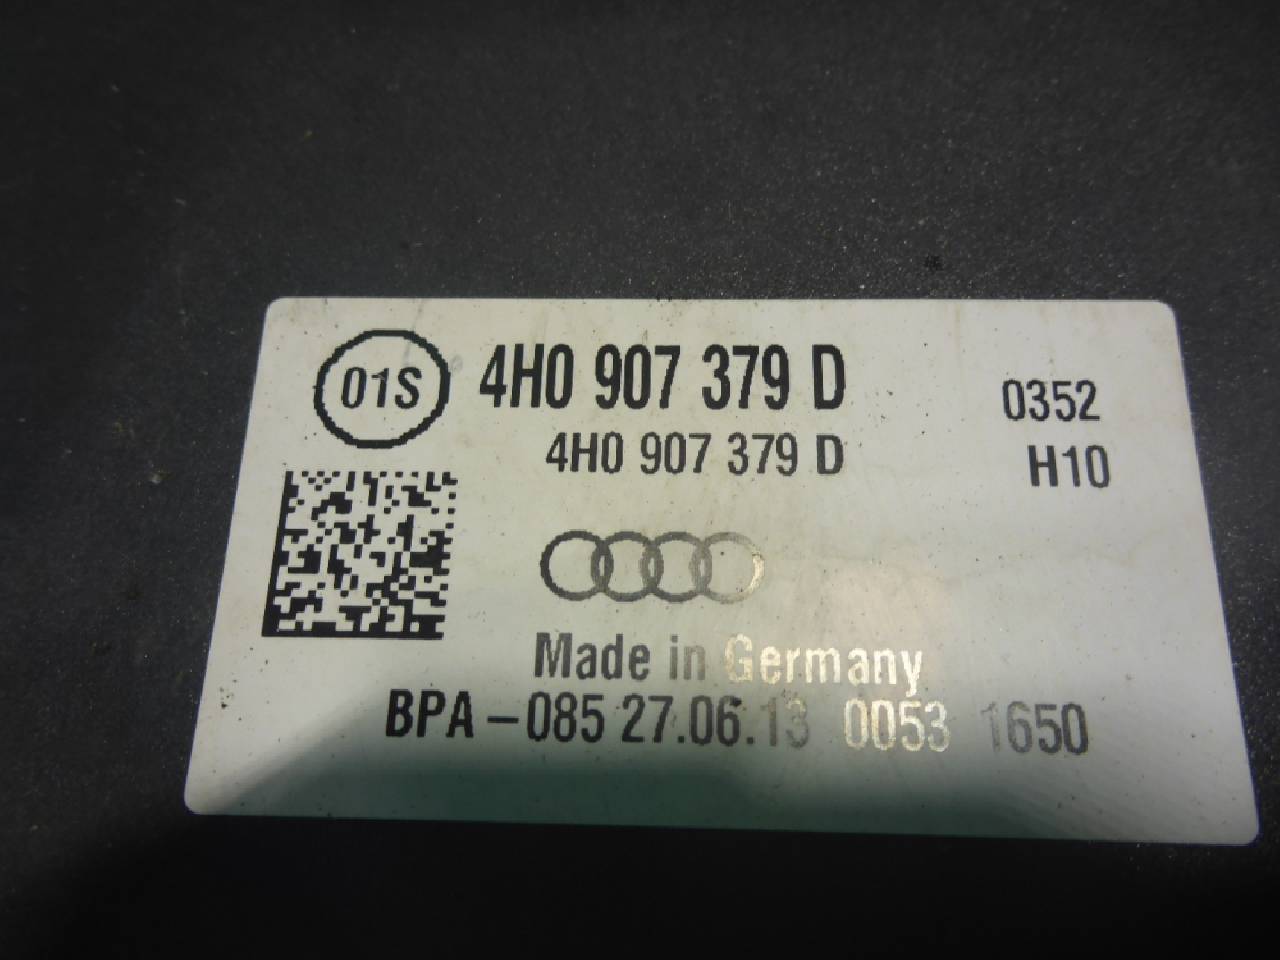 01S 4H0 907 379 D 0352
4H0 907 379 D H10
Made in Germany
BPA-085 27.06.13 0053 1650